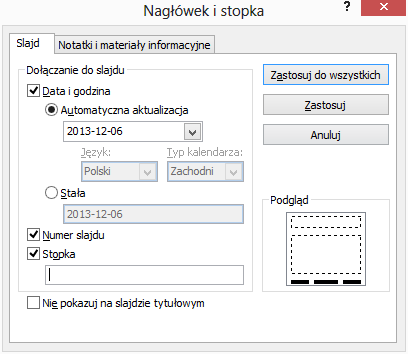 Nagłówek i stopka
?
Slajd
Notatki i materiały informacyjne
Dołączanie do slajdu
Data i godzina
Automatyczna aktualizacja
2013-12-06
Język:
Typ kalendarza:
Polski
Zachodni
Stała
2013-12-06
Numer slajdu
Stopka
Nie pokazuj na slajdzie tytułowym
Zastosuj do wszystkich
Zastosuj
Anuluj
Podgląd